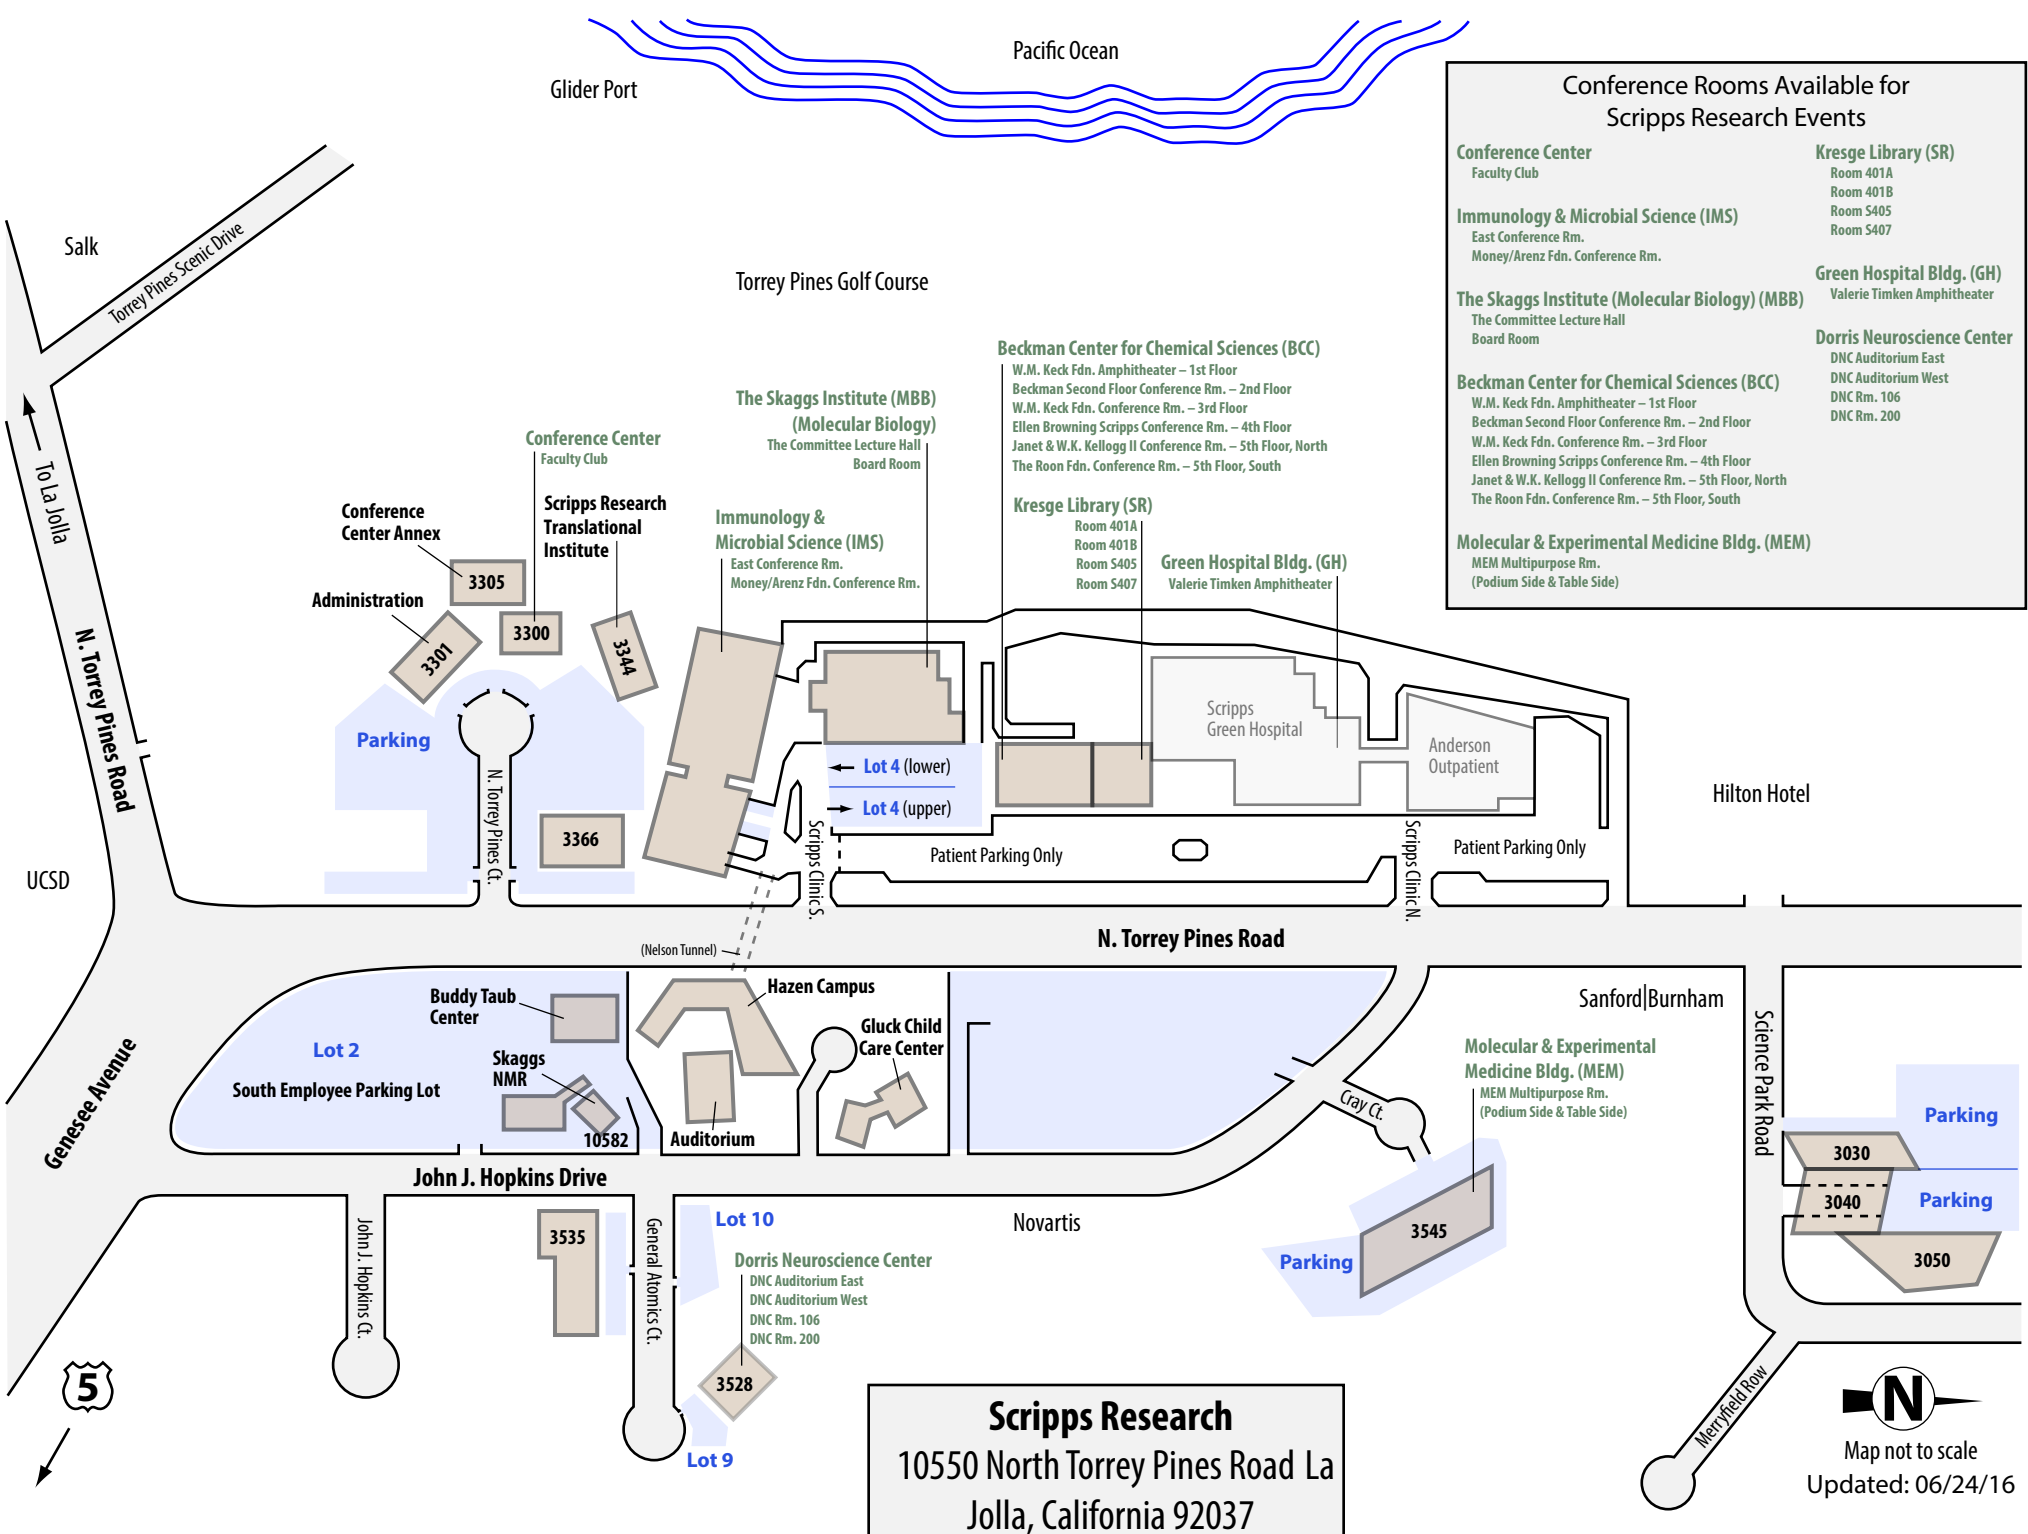 Pacific Ocean
Glider Port
Conference Rooms Available for
Scripps Research Events
Conference Center
Faculty Club
Immunology & Microbial Science (IMS)
East Conference Rm.
Money/Arenz Fdn. Conference Rm.
The Skaggs Institute (Molecular Biology) (MBB)
The Committee Lecture Hall
Board Room
Beckman Center for Chemical Sciences (BCC)
W.M. Keck Fdn. Amphitheater – 1st Floor
Beckman Second Floor Conference Rm. – 2nd Floor
W.M. Keck Fdn. Conference Rm. – 3rd Floor
Ellen Browning Scripps Conference Rm. – 4th Floor
Janet & W.K. Kellogg II Conference Rm. – 5th Floor, North
The Roon Fdn. Conference Rm. – 5th Floor, South
Molecular & Experimental Medicine Bldg. (MEM)
MEM Multipurpose Rm.
(Podium Side & Table Side)
Kresge Library (SR)
Room 401A
Room 401B
Room S405
Room S407
Green Hospital Bldg. (GH)
Valerie Timken Amphitheater
Dorris Neuroscience Center
DNC Auditorium East
DNC Auditorium West
DNC Rm. 106
DNC Rm. 200
Salk
Torrey Pines Scenic Drive
Torrey Pines Golf Course
To La Jolla
N. Torrey Pines Road
Beckman Center for Chemical Sciences (BCC)
W.M. Keck Fdn. Amphitheater – 1st Floor
Beckman Second Floor Conference Rm. – 2nd Floor
W.M. Keck Fdn. Conference Rm. – 3rd Floor
Ellen Browning Scripps Conference Rm. – 4th Floor
Janet & W.K. Kellogg II Conference Rm. – 5th Floor, North
The Roon Fdn. Conference Rm. – 5th Floor, South
The Skaggs Institute (MBB)
(Molecular Biology)
The Committee Lecture Hall
Board Room
Conference Center
Faculty Club
Conference
Center Annex
Scripps Research
Translational
Institute
Immunology &
Microbial Science (IMS)
East Conference Rm.
Money/Arenz Fdn. Conference Rm.
Kresge Library (SR)
Room 401A
Room 401B
Room S405
Room S407
Green Hospital Bldg. (GH)
Valerie Timken Amphitheater
3305
Administration
3301
3300
3344
Parking
N. Torrey Pines Ct.
3366
Lot 4 (lower)
Lot 4 (upper)
Scripps
Green Hospital
Anderson
Outpatient
Hilton Hotel
Scripps Clinic S.
Patient Parking Only
Scripps Clinic N.
Patient Parking Only
UCSD
(Nelson Tunnel)
N. Torrey Pines Road
Genesee Avenue
Buddy Taub
Center
Lot 2
Skaggs
NMR
South Employee Parking Lot
10582
Hazen Campus
Gluck Child
Care Center
Auditorium
Sanford|Burnham
Molecular & Experimental
Medicine Bldg. (MEM)
MEM Multipurpose Rm.
(Podium Side & Table Side)
Cray Ct.
Science Park Road
Parking
3030
3040
Parking
3050
John J. Hopkins Drive
John J. Hopkins Ct.
3535
General Atomics Ct.
Lot 10
Novartis
3545
Parking
Dorris Neuroscience Center
DNC Auditorium East
DNC Auditorium West
DNC Rm. 106
DNC Rm. 200
3528
Lot 9
5
Merryfield Row
Scripps Research
10550 North Torrey Pines Road La
Jolla, California 92037
N
Map not to scale
Updated: 06/24/16